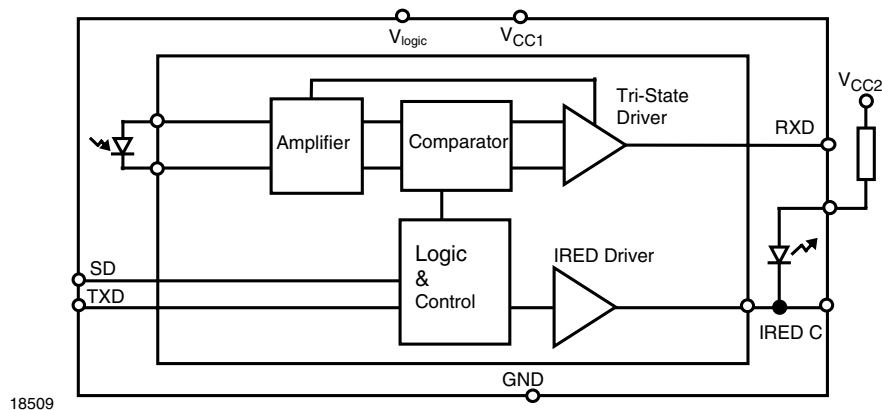 Vlogic
VCC1
VCC2
Tri-State
Driver
RXD
Amplifier
Comparator
Logic
&
Control
IRED Driver
SD
TXD
IRED C
GND
18509